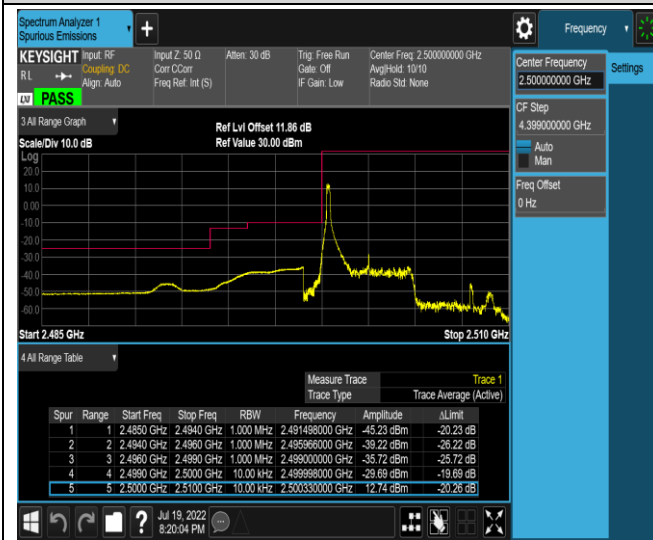 Spectrum Analyzer 1
Spurious Emissions
+
Frequency
KEYSIGHT
Input: RF
Input Z: 50 Ω
Atten: 30 dB
Trig: Free Run
Center Freq: 2.500000000 GHz
RL
Coupling: DC
Corr CCorr
Gate: Off
Avg|Hold: 10/10
Align: Auto
Freq Ref: Int (S)
IF Gain: Low
Radio Std: None
LXI
PASS
Center Frequency
2.500000000 GHz
Settings
CF Step
4.399000000 GHz
Auto
Man
Freq Offset
0 Hz
3 All Range Graph
Ref Lvl Offset 11.86 dB
Scale/Div 10.0 dB
Ref Value 30.00 dBm
Log
20.0
10.0
0.00
-10.0
-20.0
-30.0
-40.0
-50.0
-60.0
Start 2.485 GHz
Stop 2.510 GHz
4 All Range Table
Measure Trace Trace 1
Trace Type Trace Average (Active)
Spur Range Start Freq Stop Freq RBW Frequency Amplitude ΔLimit
1 1 2.4850 GHz 2.4940 GHz 1.000 MHz 2.491498000 GHz -45.23 dBm -20.23 dB
2 2 2.4940 GHz 2.4960 GHz 1.000 MHz 2.495966000 GHz -39.22 dBm -26.22 dB
3 3 2.4960 GHz 2.4990 GHz 1.000 MHz 2.499000000 GHz -35.72 dBm -25.72 dB
4 4 2.4990 GHz 2.5000 GHz 10.00 kHz 2.499998000 GHz -29.69 dBm -19.69 dB
5 5 2.5000 GHz 2.5100 GHz 10.00 kHz 2.500330000 GHz 12.74 dBm -20.26 dB
?
Jul 19, 2022
8:20:04 PM